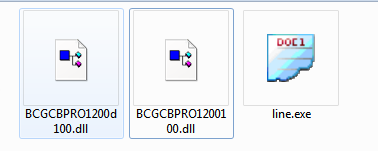 DOC1
BCGCBPRO1200d
100.dll
BCGCBPRO12001
00.dll
line.exe